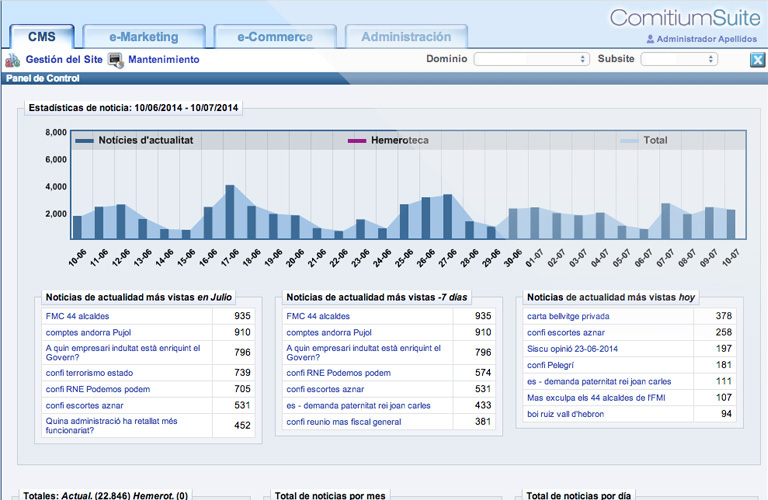 ComitiumSuite
CMS e-Marketing e-Commerce Administración
Administrador Apellidos
Gestión del Site Mantenimiento Dominio Subsite
Panel de Control
Estadísticas de noticia: 10/06/2014 - 10/07/2014
Notícies d'actualitat Hemeroteca Total
8,000
6,000
4,000
2,000
10-06 11-06 12-06 13-06 14-06 15-06 16-06 17-06 18-06 19-06 20-06 21-06 22-06 23-06 24-06 25-06 26-06 27-06 28-06 29-06 30-06 01-07 02-07 03-07 04-07 05-07 06-07 07-07 08-07 09-07 10-07
Noticias de actualidad más vistas en Julio
FMC 44 alcaldes 935
comptes andorra Pujol 910
A quin empresari indultat està enriquint el
Govern? 796
confi terrorismo estado 739
confi RNE Podemos podem 705
confi escortes aznar 531
Quina administració ha retallat més
funcionariat? 452
Noticias de actualidad más vistas -7 días
FMC 44 alcaldes 935
comptes andorra Pujol 910
A quin empresari indultat està enriquint el
Govern? 796
confi RNE Podemos podem 574
confi escortes aznar 531
es - demanda paternitat rei joan carles 433
confi reunio mas fiscal general 381
Noticias de actualidad más vistas hoy
carta bellvitge privada 378
confi escortes aznar 258
Siscu opinió 23-06-2014 197
confi Pelegrí 181
es - demanda paternitat rei joan carles 111
Mas exculpa els 44 alcaldes de l'FMI 107
boi ruiz vall d'hebron 94
Totales: Actual. (22.846) Hemerot. (0)
Total de noticias por mes
Total de noticias por día